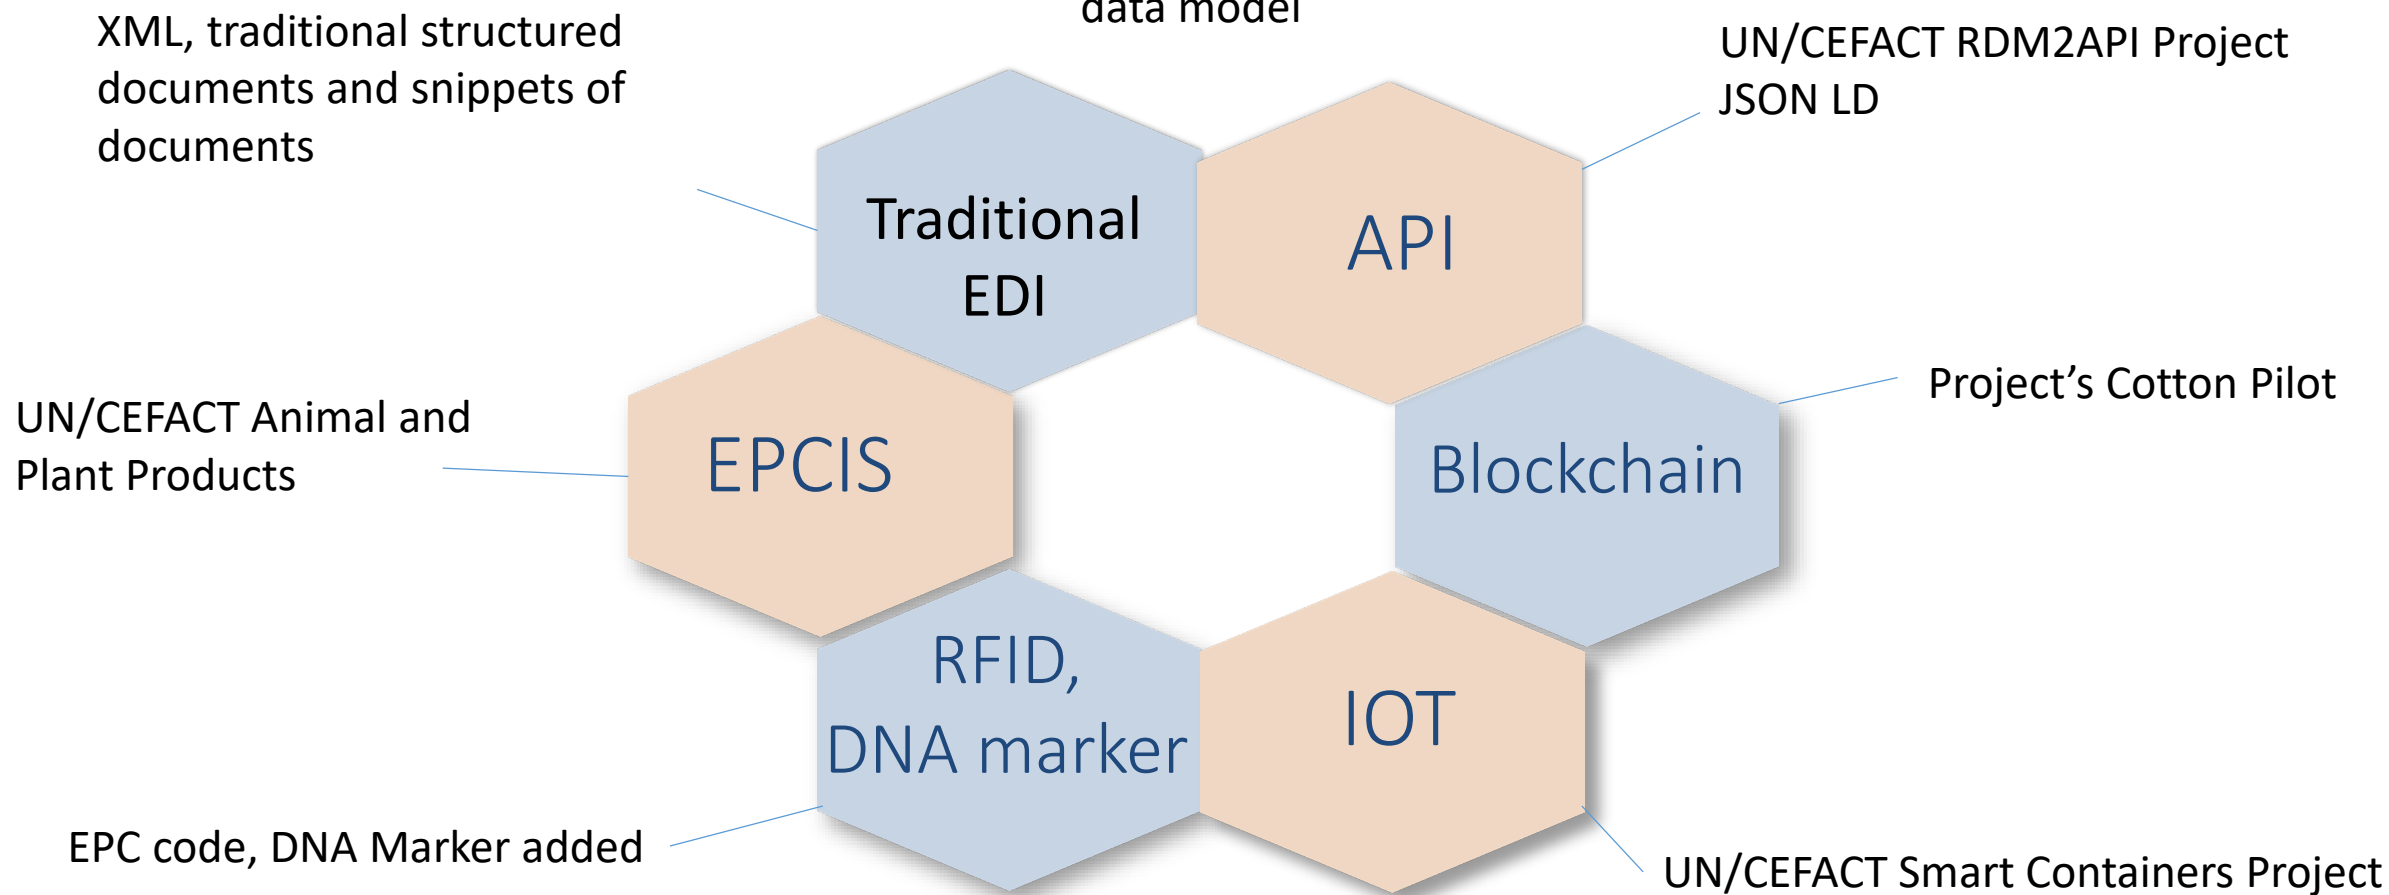 data model
XML, traditional structured
documents and snippets of
documents
UN/CEFACT RDM2API Project
JSON LD
Traditional
EDI
API
UN/CEFACT Animal and
Plant Products
EPCIS
Blockchain
Project’s Cotton Pilot
RFID,
DNA marker
IOT
EPC code, DNA Marker added
UN/CEFACT Smart Containers Project